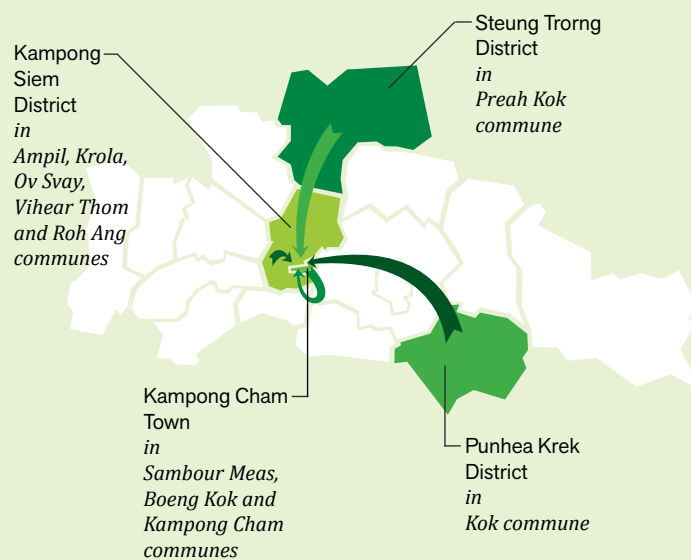 Steung Trorng
District
in
Preah Kok
commune
Kampong
Siem
District
in
Ampil, Krola,
Ov Svay,
Vihear Thom
and Roh Ang
communes
Kampong Cham
Town
in
Sambour Meas,
Boeng Kok and
Kampong Cham
communes
Punhea Krek
District
in
Kok commune